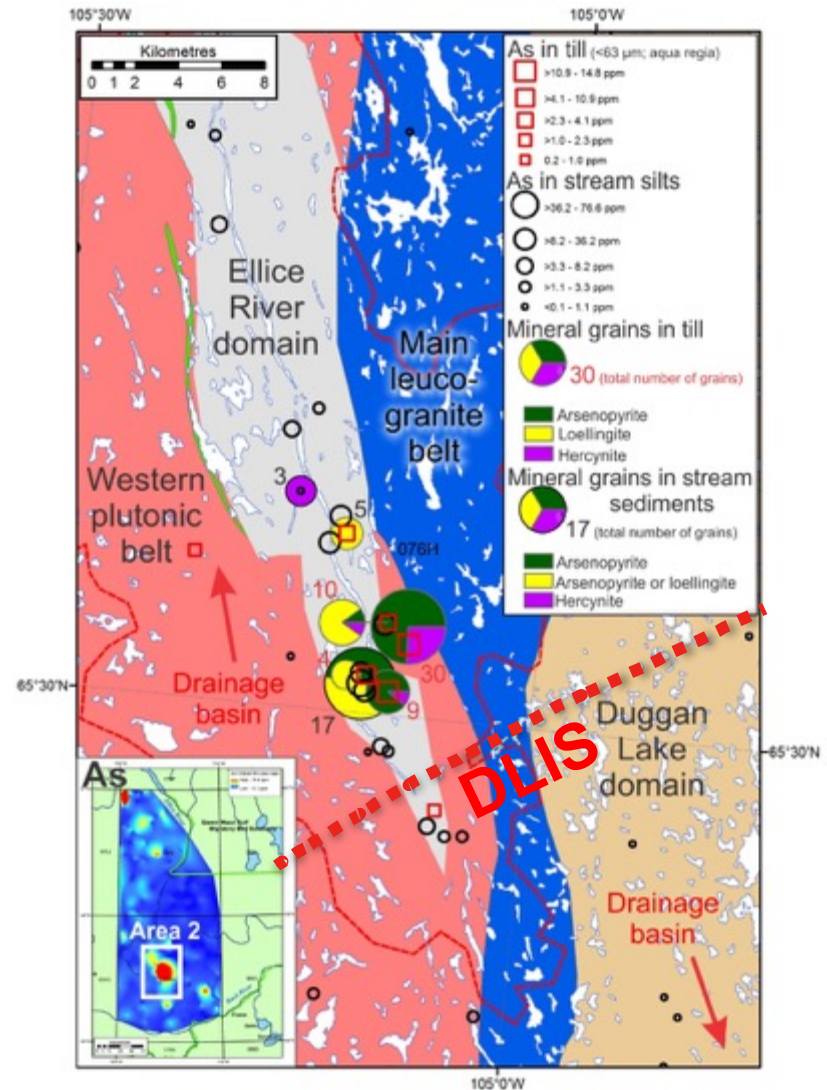 105°30'W
105°0'W
Kilometres
0 1 2 4 6 8
As in till (<63 µm; aqua regia)
>10.9 - 14.8 ppm
>4.1 - 10.9 ppm
>2.3 - 4.1 ppm
>1.0 - 2.3 ppm
0.2 - 1.0 ppm
As in stream silts
>36.2 - 76.6 ppm
>8.2 - 36.2 ppm
>3.3 - 8.2 ppm
>1.1 - 3.3 ppm
<0.1 - 1.1 ppm
Mineral grains in till
30 (total number of grains)
Arsenopyrite
Loellingite
Hercynite
Mineral grains in stream
sediments
17 (total number of grains)
Arsenopyrite
Arsenopyrite or loellingite
Hercynite
Ellice
River
domain
Main
leuco-
granite
belt
Western
plutonic
belt
3
5
076H
10
4
30
9
17
Drainage
basin
65°30'N
65°30'N
DLIS
Duggan
Lake
domain
Drainage
basin
As
Area 2
105°0'W